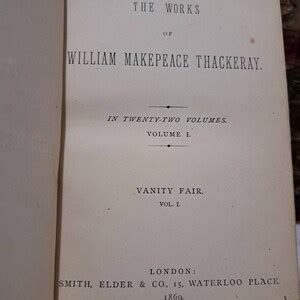 THE WORKS
OF
WILLIAM MAKEPEACE THACKERAY.
IN TWENTY-TWO VOLUMES.
VOLUME I.
VANITY FAIR.
VOL. I.
LONDON:
SMITH, ELDER & CO., 15, WATERLOO PLACE.
1869.